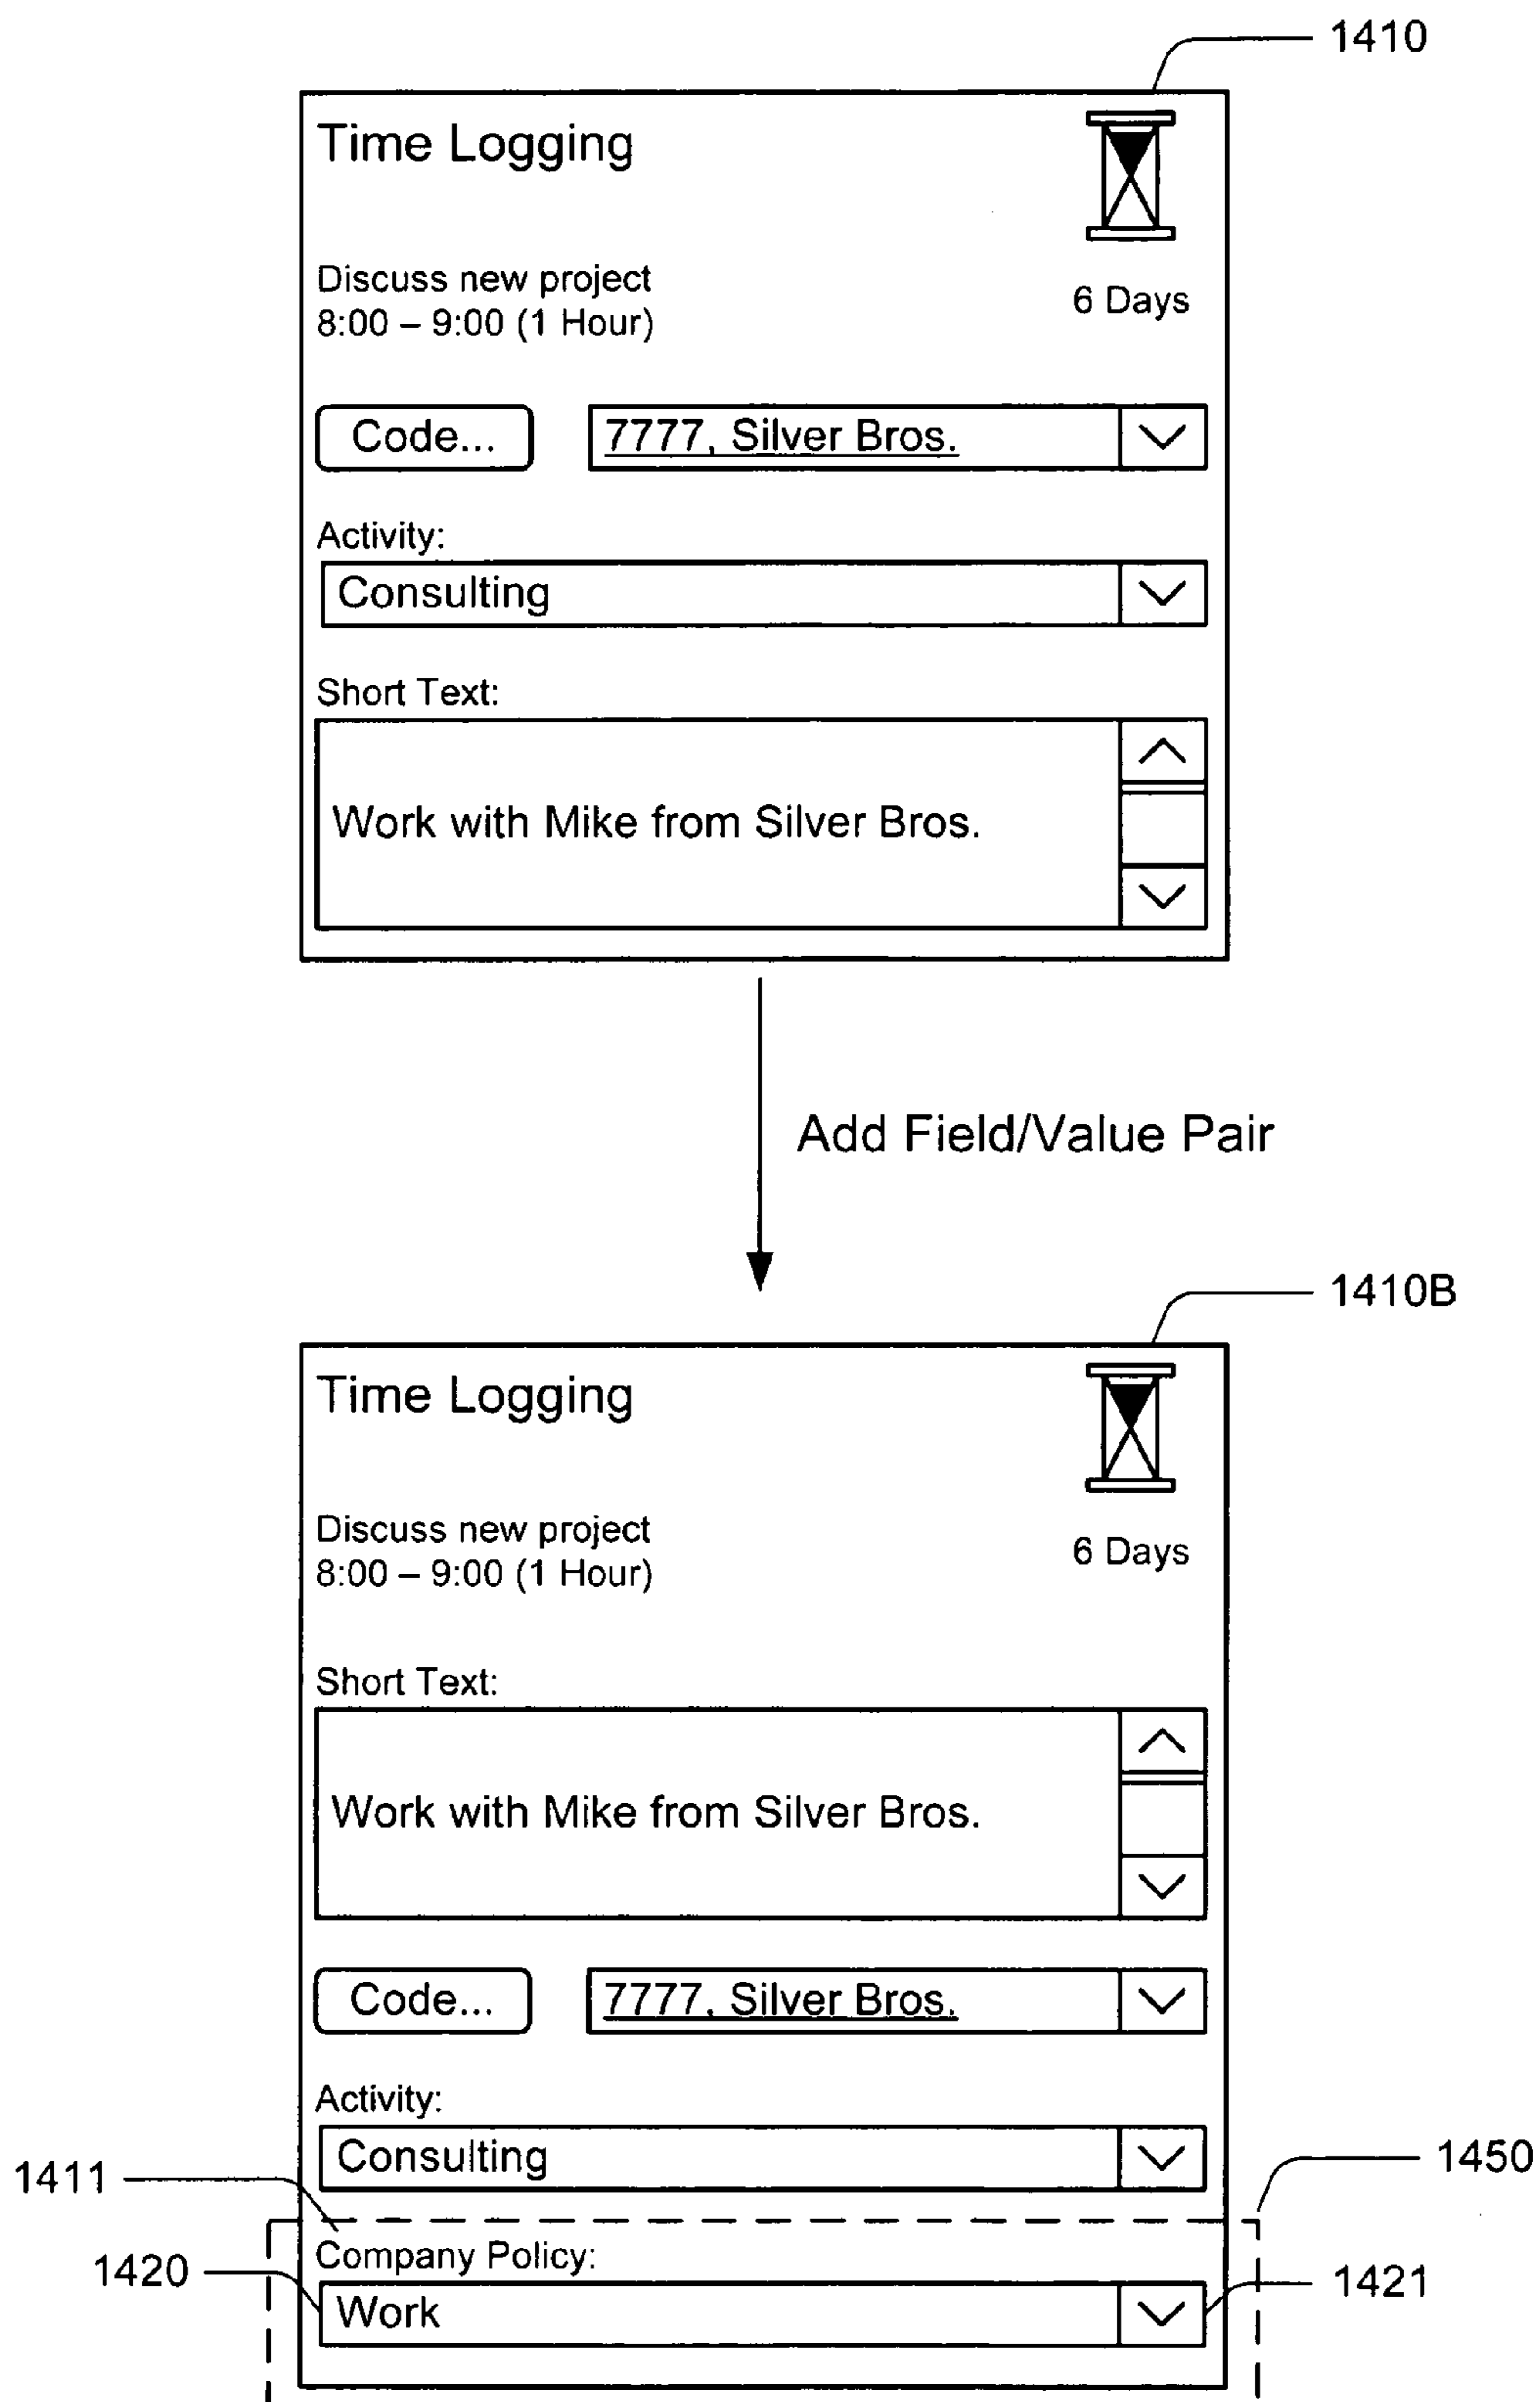 1410
Time Logging
Discuss new project
8:00 – 9:00 (1 Hour)
6 Days
Code... 7777, Silver Bros.
Activity:
Consulting
Short Text:
Work with Mike from Silver Bros.
Add Field/Value Pair
1410B
Time Logging
Discuss new project
8:00 – 9:00 (1 Hour)
6 Days
Short Text:
Work with Mike from Silver Bros.
Code... 7777, Silver Bros.
Activity:
Consulting
1411
1450
Company Policy:
1420
Work
1421